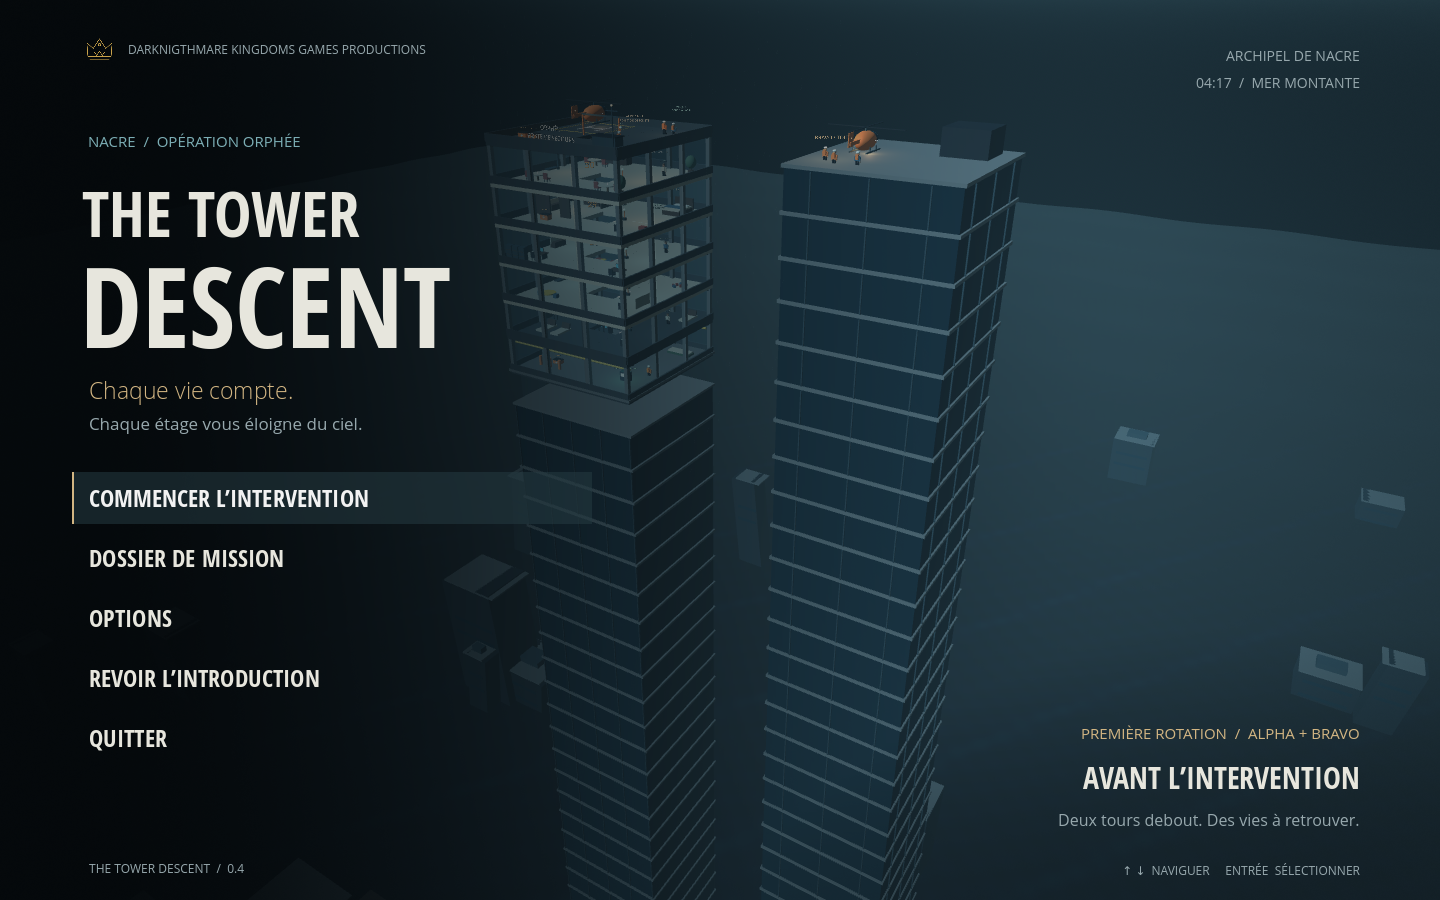 DARKNIGTHMARE KINGDOMS GAMES PRODUCTIONS
ARCHIPEL DE NACRE
04:17 / MER MONTANTE
NACRE / OPÉRATION ORPHÉE
THE TOWER
DESCENT
Chaque vie compte.
Chaque étage vous éloigne du ciel.
COMMENCER L’INTERVENTION
DOSSIER DE MISSION
OPTIONS
REVOIR L’INTRODUCTION
QUITTER
PREMIÈRE ROTATION / ALPHA + BRAVO
AVANT L’INTERVENTION
Deux tours debout. Des vies à retrouver.
THE TOWER DESCENT / 0.4
↑ ↓ NAVIGUER ENTRÉE SÉLECTIONNER